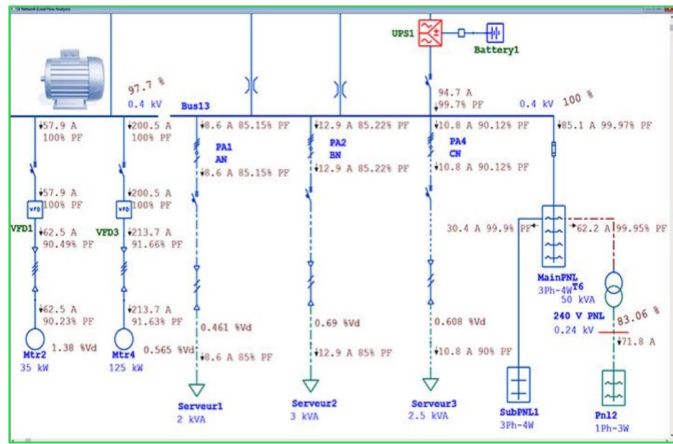 UPS1
Battery1
97.7 %
0.4 kV
Bus13
94.7 A
99.7% PF
0.4 kV
100 %
57.9 A
100% PF
200.5 A
100% PF
8.6 A 85.15% PF
12.9 A 85.22% PF
10.8 A 90.12% PF
85.1 A 99.97% PF
PA1
AN
PA2
BN
PA4
CN
8.6 A 85.15% PF
12.9 A 85.22% PF
10.8 A 90.12% PF
57.9 A
100% PF
200.5 A
100% PF
VFD
VFD
VFD1
VFD3
62.5 A
90.49% PF
213.7 A
91.66% PF
30.4 A 99.9% PF
62.2 A 99.95% PF
MainPNL
3Ph-4W
T6
50 kVA
240 V PNL
0.24 kV
83.06 %
62.5 A
90.23% PF
213.7 A
91.63% PF
0.461 %Vd
0.69 %Vd
0.608 %Vd
71.8 A
1.38 %Vd
0.565 %Vd
8.6 A 85% PF
12.9 A 85% PF
10.8 A 90% PF
Mtr2
35 kW
Mtr4
125 kW
Serveur1
2 kVA
Serveur2
3 kVA
Serveur3
2.5 kVA
SubPNL1
3Ph-4W
Pnl2
1Ph-3W